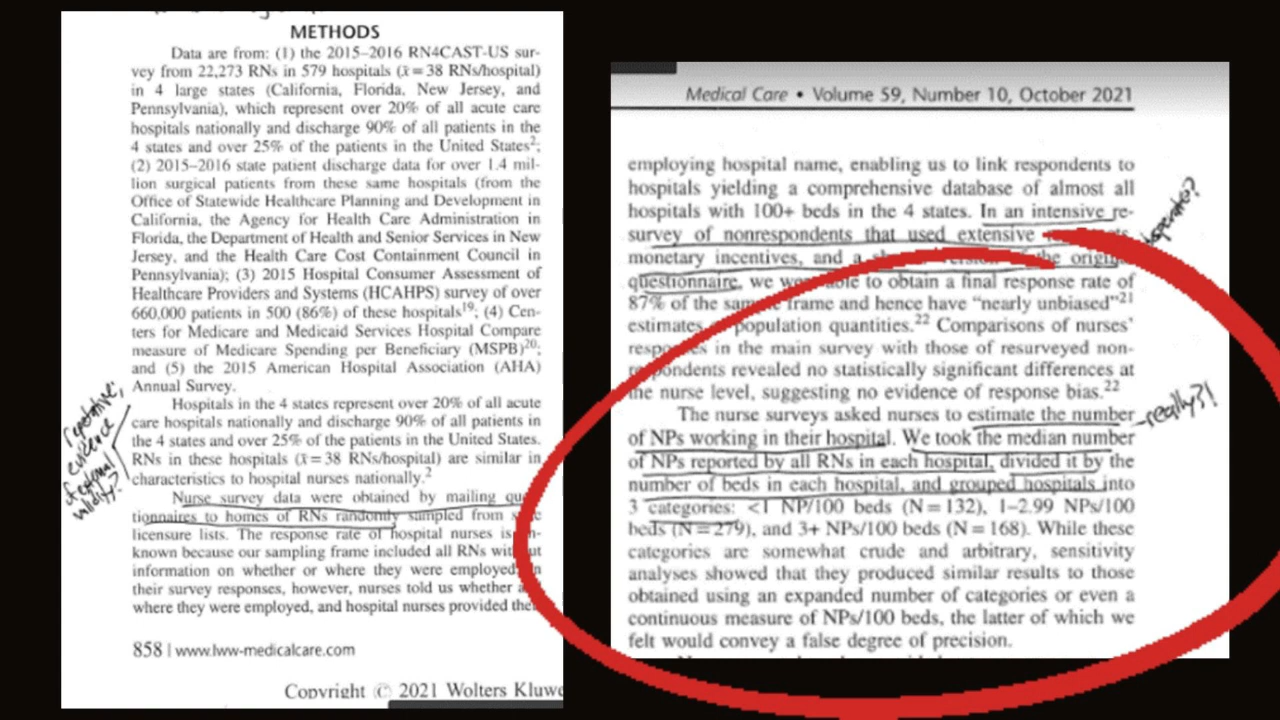 METHODS
Data are from: (1) the 2015–2016 RN4CAST-US sur-
vey from 22,273 RNs in 579 hospitals (x̄=38 RNs/hospital)
in 4 large states (California, Florida, New Jersey, and
Pennsylvania), which represent over 20% of all acute care
hospitals nationally and discharge 90% of all patients in the
4 states and over 25% of the patients in the United States²;
(2) 2015–2016 state patient discharge data for over 1.4 mil-
lion surgical patients from these same hospitals (from the
Office of Statewide Healthcare Planning and Development in
California, the Agency for Health Care Administration in
Florida, the Department of Health and Senior Services in New
Jersey, and the Health Care Cost Containment Council in
Pennsylvania); (3) 2015 Hospital Consumer Assessment of
Healthcare Providers and Systems (HCAHPS) survey of over
660,000 patients in 500 (86%) of these hospitals¹⁹; (4) Cen-
ters for Medicare and Medicaid Services Hospital Compare
measure of Medicare Spending per Beneficiary (MSPB)²⁰;
and (5) the 2015 American Hospital Association (AHA)
Annual Survey.
Hospitals in the 4 states represent over 20% of all acute
care hospitals nationally and discharge 90% of all patients in
the 4 states and over 25% of the patients in the United States.
RNs in these hospitals (x̄=38 RNs/hospital) are similar in
characteristics to hospital nurses nationally.²
Nurse survey data were obtained by mailing
tionnaires to homes of RNs randomly sampled from
licensure lists. The response rate of hospital nurses is
known because our sampling frame included all RNs
information on whether or where they were employed.
their survey responses, however, nurses told us whether
where they were employed, and hospital nurses provided
evidence
of external
validity?
858 | www.lww-medicalcare.com
Copyright © 2021 Wolters Kluwe
Medical Care • Volume 59, Number 10, October 2021
employing hospital name, enabling us to link respondents to
hospitals yielding a comprehensive database of almost all
hospitals with 100+ beds in the 4 states. In an intensive re-
survey of nonrespondents that used extensive
monetary incentives, and a of the
questionnaire, we to obtain a final response rate of
87% of the frame and hence have “nearly unbiased”²¹
estimates population quantities.²² Comparisons of nurses’
in the main survey with those of resurveyed non-
respondents revealed no statistically significant differences at
the nurse level, suggesting no evidence of response bias.²²
The nurse surveys asked nurses to estimate the number
of NPs working in their hospital. We took the median number
of NPs reported by all RNs in each hospital, divided it by the
number of beds in each hospital, and grouped hospitals into
3 categories: <1 NP/100 beds (N=132), 1–2.99 NPs/100
beds (N=279), and 3+ NPs/100 beds (N=168). While these
categories are somewhat crude and arbitrary, sensitivity
analyses showed that they produced similar results to those
obtained using an expanded number of categories or even a
continuous measure of NPs/100 beds, the latter of which we
felt would convey a false degree of precision.
desperate?
really?!